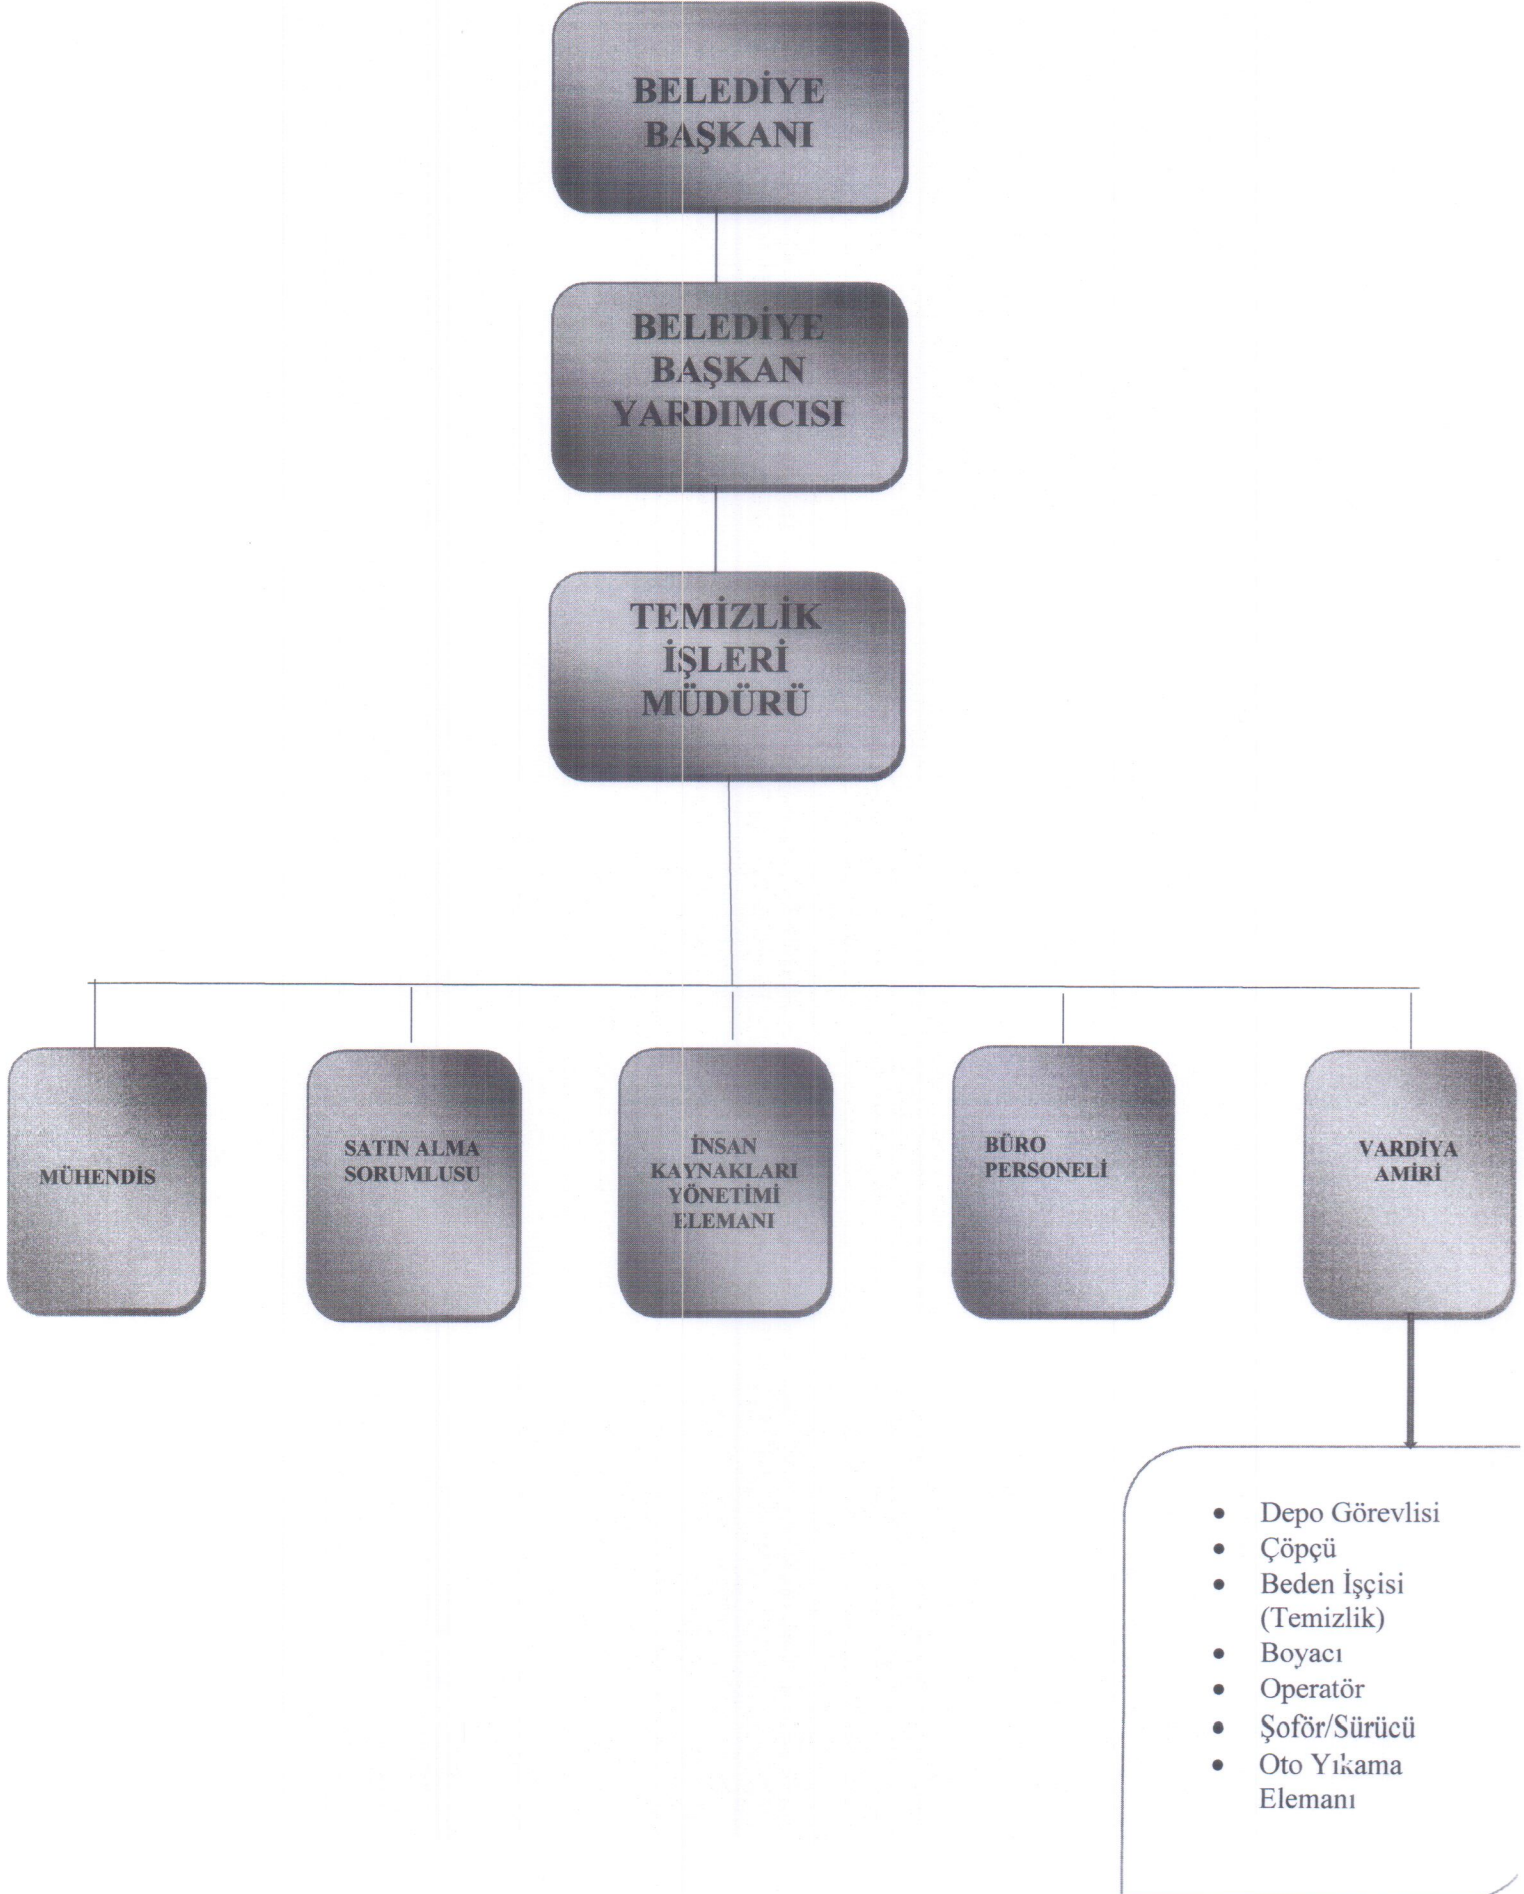 BELEDİYE
BAŞKANI
BELEDİYE
BAŞKAN
YARDIMCISI
TEMİZLİK
İŞLERİ
MÜDÜRÜ
MÜHENDİS
SATIN ALMA
SORUMLUSU
İNSAN
KAYNAKLARI
YÖNETİMİ
ELEMANI
BÜRO
PERSONELİ
VARDİYA
AMİRİ
• Depo Görevlisi
• Çöpçü
• Beden İşçisi
(Temizlik)
• Boyacı
• Operatör
• Şoför/Sürücü
• Oto Yıkama
Elemanı